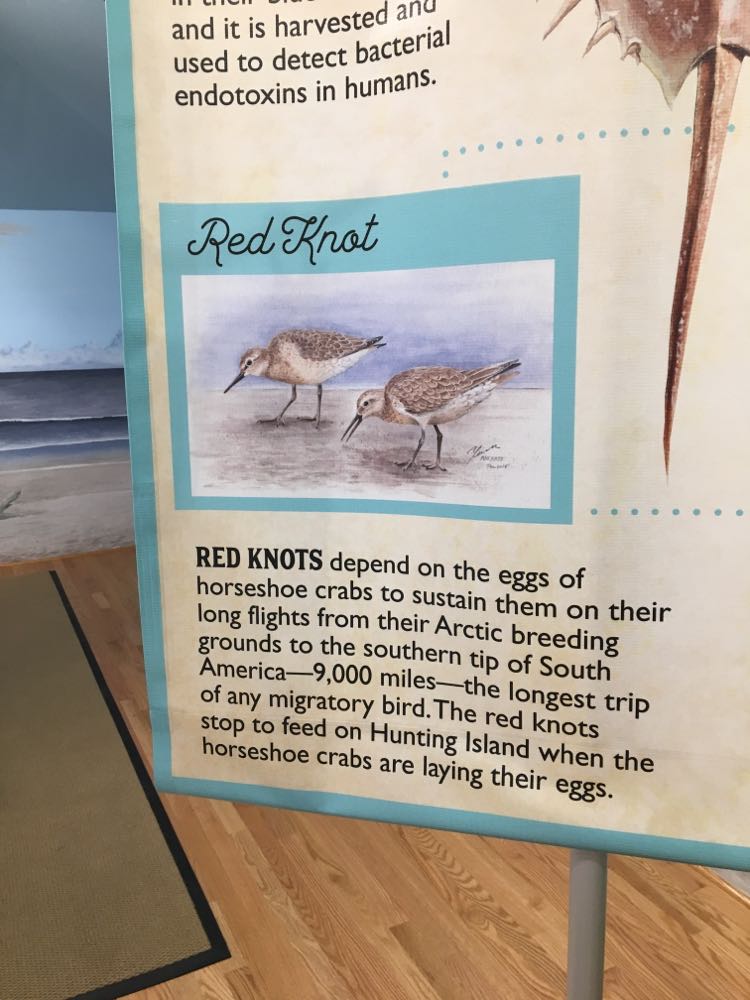 in their
and it is harvested and
used to detect bacterial
endotoxins in humans.
Red Knot
RED KNOTS depend on the eggs of
horseshoe crabs to sustain them on their
long flights from their Arctic breeding
grounds to the southern tip of South
America—9,000 miles—the longest trip
of any migratory bird. The red knots
stop to feed on Hunting Island when the
horseshoe crabs are laying their eggs.